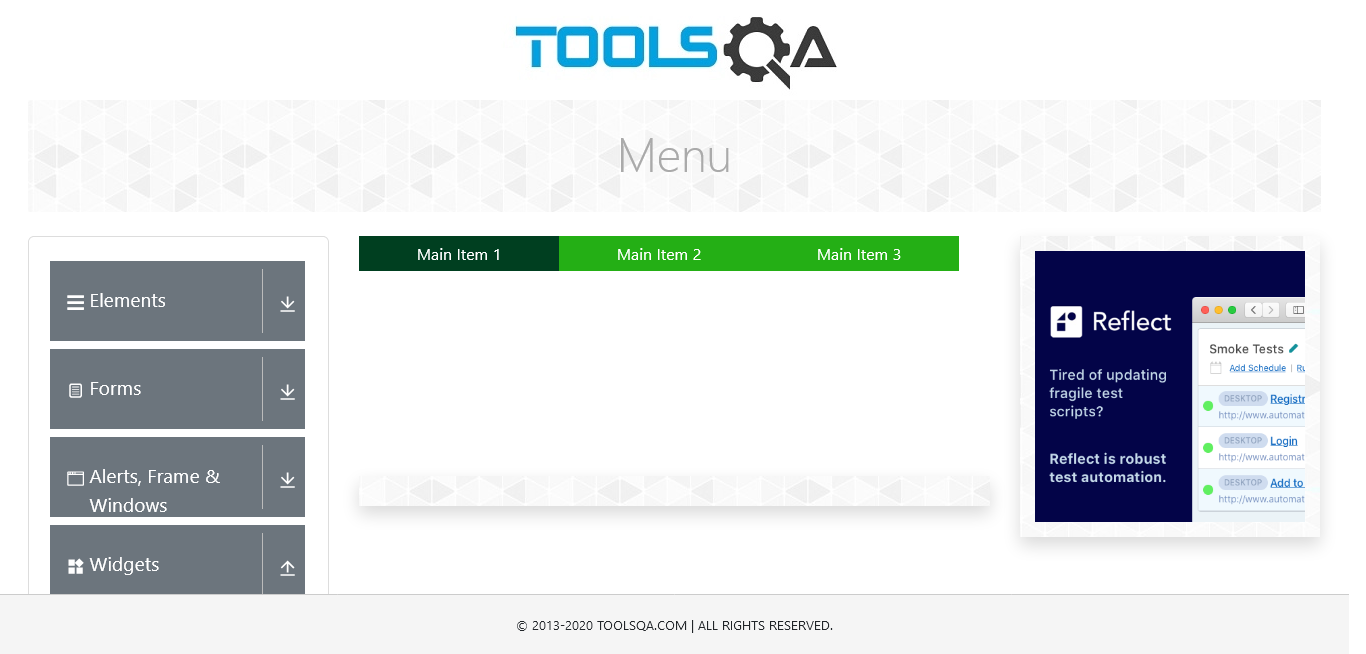 TOOLSQA
Menu
Elements
Forms
Alerts, Frame &
Windows
Widgets
Main Item 1
Main Item 2
Main Item 3
Reflect
Tired of updating
fragile test
scripts?
Reflect is robust
test automation.
Smoke Tests
Add Schedule | Ru
DESKTOP Registr
http://www.automat
DESKTOP Login
http://www.automat
DESKTOP Add to
http://www.automat
© 2013-2020 TOOLSQA.COM | ALL RIGHTS RESERVED.